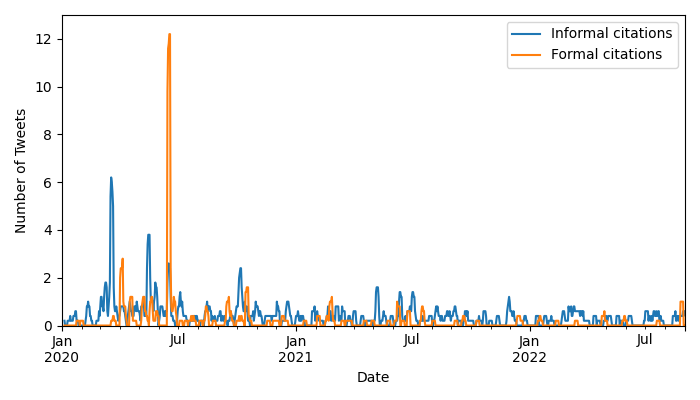 Informal citations
Formal citations
Number of Tweets
12
10
8
6
4
2
0
Jan Jul Jan Jul Jan Jul
2020 2021 2022
Date